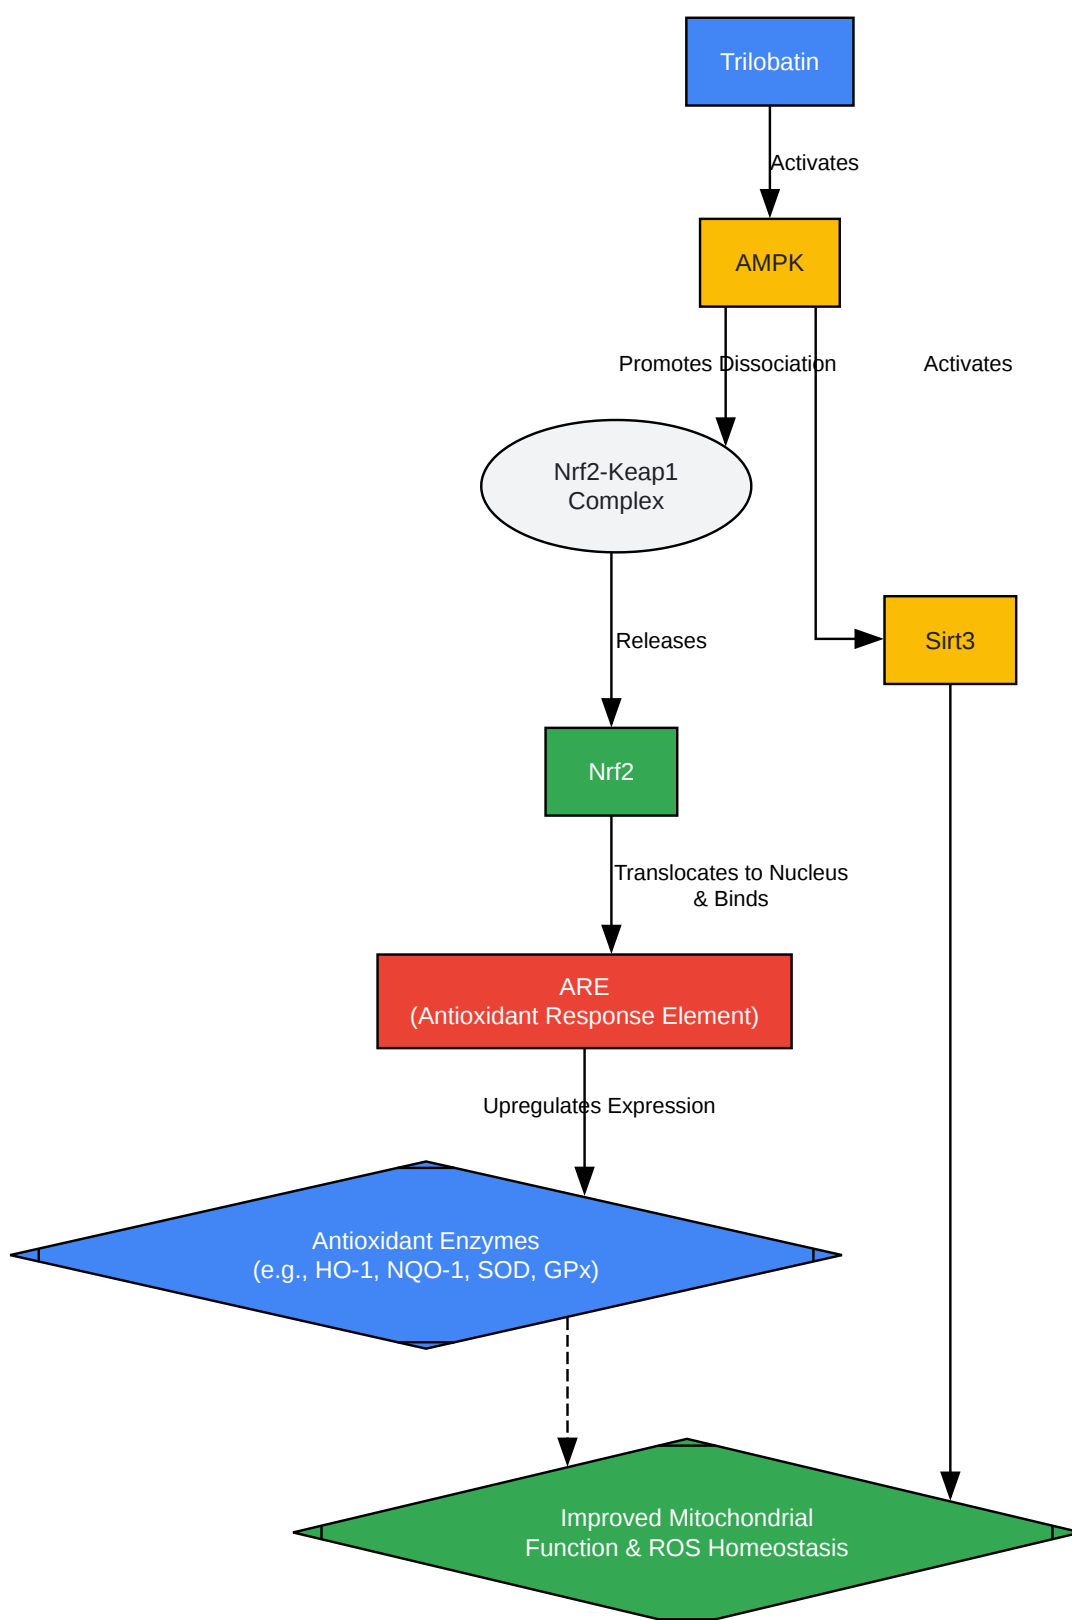 Trilobatin
Activates
AMPK
Promotes Dissociation
Activates
Nrf2-Keap1
Complex
Releases
Sirt3
Nrf2
Translocates to Nucleus
& Binds
ARE
(Antioxidant Response Element)
Upregulates Expression
Antioxidant Enzymes
(e.g., HO-1, NQO-1, SOD, GPx)
Improved Mitochondrial
Function & ROS Homeostasis